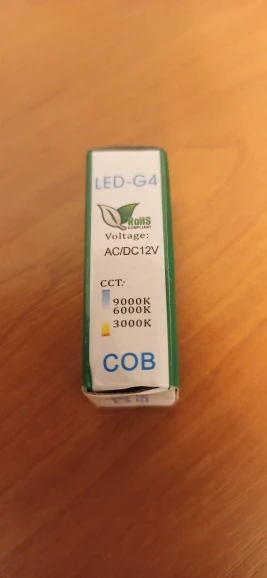 LED-G4
RoHS
COMPLIANT
Voltage:
AC/DC12V
CCT:
9000K
6000K
3000K
COB